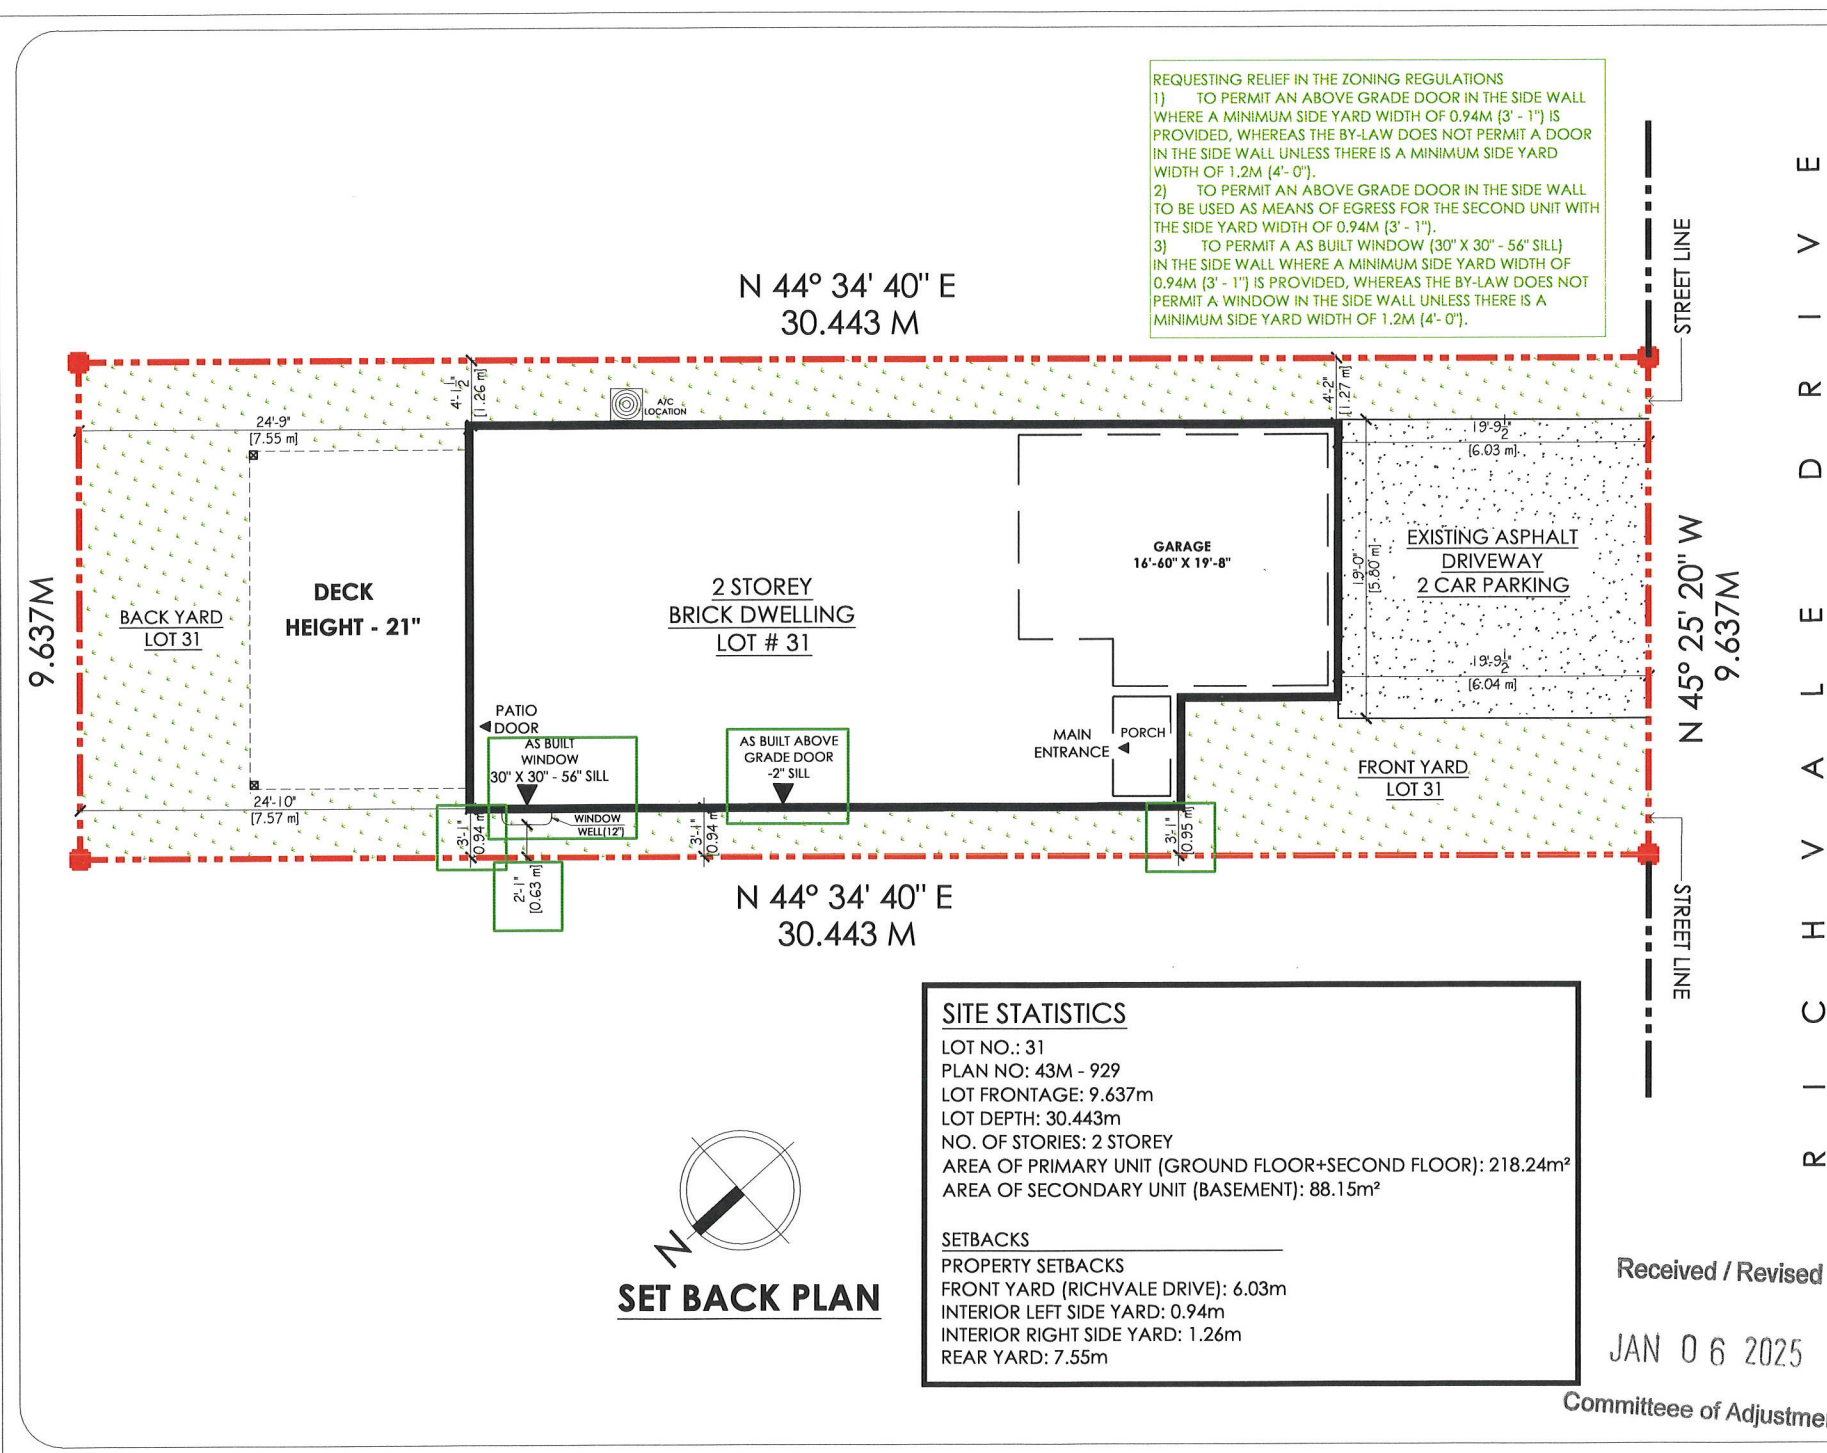 REQUESTING RELIEF IN THE ZONING REGULATIONS
1) TO PERMIT AN ABOVE GRADE DOOR IN THE SIDE WALL
WHERE A MINIMUM SIDE YARD WIDTH OF 0.94M (3' - 1") IS
PROVIDED, WHEREAS THE BY-LAW DOES NOT PERMIT A DOOR
IN THE SIDE WALL UNLESS THERE IS A MINIMUM SIDE YARD
WIDTH OF 1.2M (4'- 0").
2) TO PERMIT AN ABOVE GRADE DOOR IN THE SIDE WALL
TO BE USED AS MEANS OF EGRESS FOR THE SECOND UNIT WITH
THE SIDE YARD WIDTH OF 0.94M (3' - 1").
3) TO PERMIT A AS BUILT WINDOW (30" X 30" - 56" SILL)
IN THE SIDE WALL WHERE A MINIMUM SIDE YARD WIDTH OF
0.94M (3' - 1") IS PROVIDED, WHEREAS THE BY-LAW DOES NOT
PERMIT A WINDOW IN THE SIDE WALL UNLESS THERE IS A
MINIMUM SIDE YARD WIDTH OF 1.2M (4'- 0").
N 44° 34' 40" E
30.443 M
STREET LINE
RICHVALE DRIVE
4'-1 1/2"
[1.26 m]
A/C
LOCATION
4'-2"
[1.27 m]
24'-9"
[7.55 m]
19'-9 1/2"
[6.03 m]
9.637M
BACK YARD
LOT 31
DECK
HEIGHT - 21"
2 STOREY
BRICK DWELLING
LOT # 31
GARAGE
16'-60" X 19'-8"
19'-0"
[5.80 m]
EXISTING ASPHALT
DRIVEWAY
2 CAR PARKING
19'-9 1/2"
[6.04 m]
N 45° 25' 20" W
9.637M
PATIO
DOOR
AS BUILT
WINDOW
30" X 30" - 56" SILL
AS BUILT ABOVE
GRADE DOOR
-2" SILL
MAIN
ENTRANCE
PORCH
FRONT YARD
LOT 31
24'-10"
[7.57 m]
WINDOW
WELL(12")
3'-1"
[0.94 m]
3'-1"
[0.94 m]
3'-1"
[0.95 m]
2'-1"
[0.63 m]
N 44° 34' 40" E
30.443 M
STREET LINE
SITE STATISTICS
LOT NO.: 31
PLAN NO: 43M - 929
LOT FRONTAGE: 9.637m
LOT DEPTH: 30.443m
NO. OF STORIES: 2 STOREY
AREA OF PRIMARY UNIT (GROUND FLOOR+SECOND FLOOR): 218.24m²
AREA OF SECONDARY UNIT (BASEMENT): 88.15m²
SETBACKS
PROPERTY SETBACKS
FRONT YARD (RICHVALE DRIVE): 6.03m
INTERIOR LEFT SIDE YARD: 0.94m
INTERIOR RIGHT SIDE YARD: 1.26m
REAR YARD: 7.55m
N
SET BACK PLAN
Received / Revised
JAN 06 2025
Committeee of Adjustme